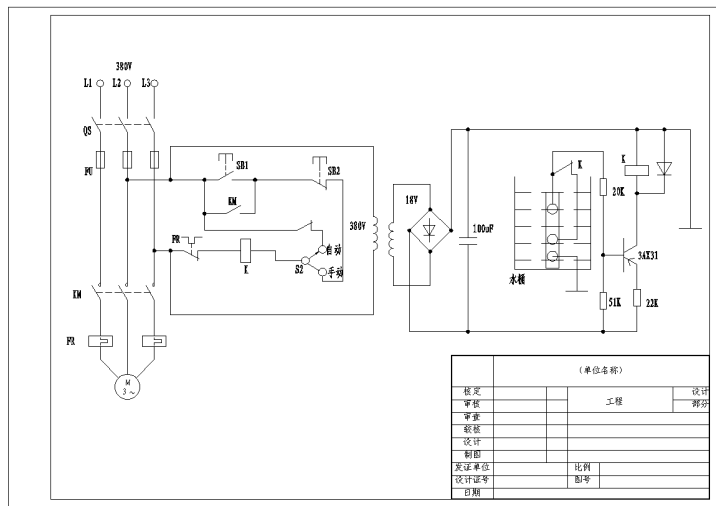 380V
L1 L2 L3
QS
FU
SB1
SB2
KM
FR
K
S2
自动
手动
380V
18V
100uF
K
水桶
20K
51K
K
3AX31
22K
KM
FR
M
3~
(单位名称)
核定
工程
设计
审核
部分
审查
较核
设计
制图
发证单位
比例
设计证号
图号
日期